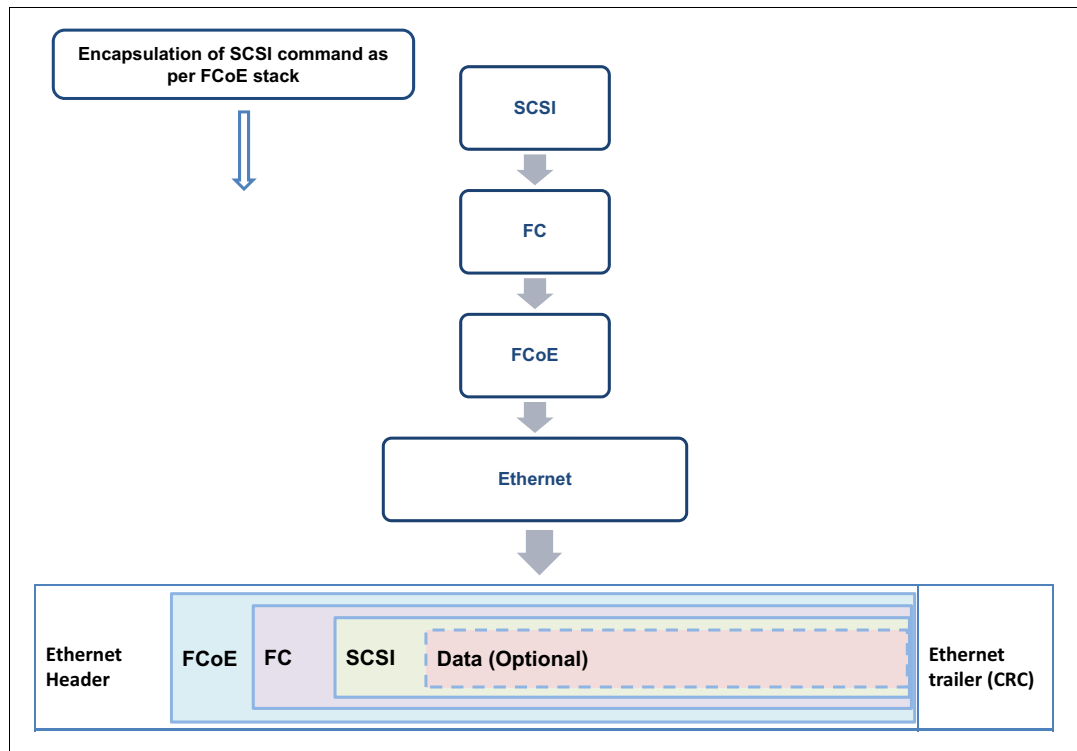 Encapsulation of SCSI command as
per FCoE stack
SCSI
FC
FCoE
Ethernet
Ethernet
Header
FCoE
FC
SCSI
Data (Optional)
Ethernet
trailer (CRC)